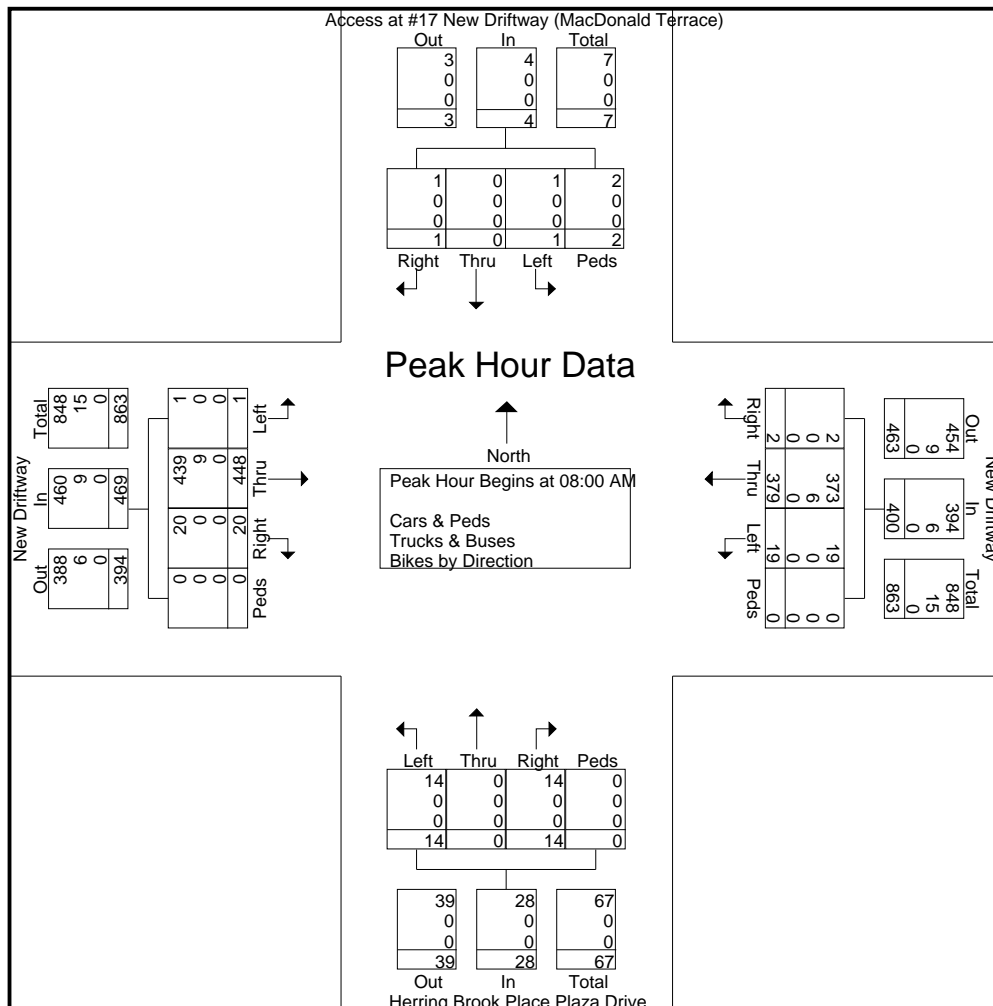 Access at #17 New Driftway (MacDonald Terrace)
Out In Total
3 4 7
0 0 0
0 0 0
3 4 7
1 0 1 2
0 0 0 0
0 0 0 0
1 0 1 2
Right Thru Left Peds
Peak Hour Data
North
Peak Hour Begins at 08:00 AM
Cars & Peds
Trucks & Buses
Bikes by Direction
New Driftway
Total In Out
848 460 388
15 9 6
0 0 0
863 469 394
1 439 20 0
0 9 0 0
0 0 0 0
1 448 20 0
Left Thru Right Peds
New Driftway
Out In Total
454 394 848
9 6 15
0 0 0
463 400 863
2 373 19 0
0 6 0 0
0 0 0 0
2 379 19 0
Right Thru Left Peds
Left Thru Right Peds
14 0 14 0
0 0 0 0
0 0 0 0
14 0 14 0
39 28 67
0 0 0
0 0 0
39 28 67
Out In Total
Herring Brook Place Plaza Drive